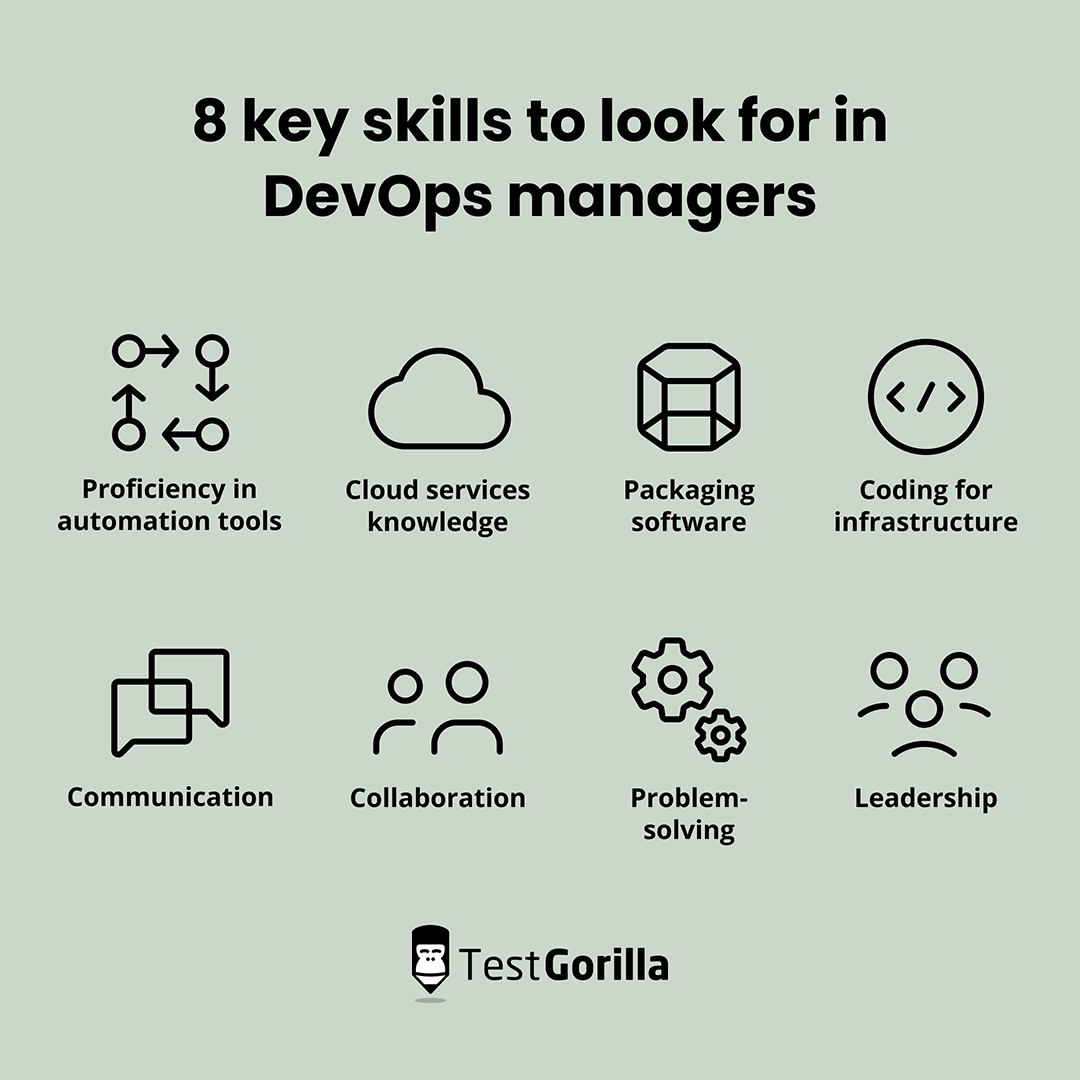 8 key skills to look for in
DevOps managers
Proficiency in
automation tools
Cloud services
knowledge
Packaging
software
Coding for
infrastructure
Communication
Collaboration
Problem-
solving
Leadership
TestGorilla